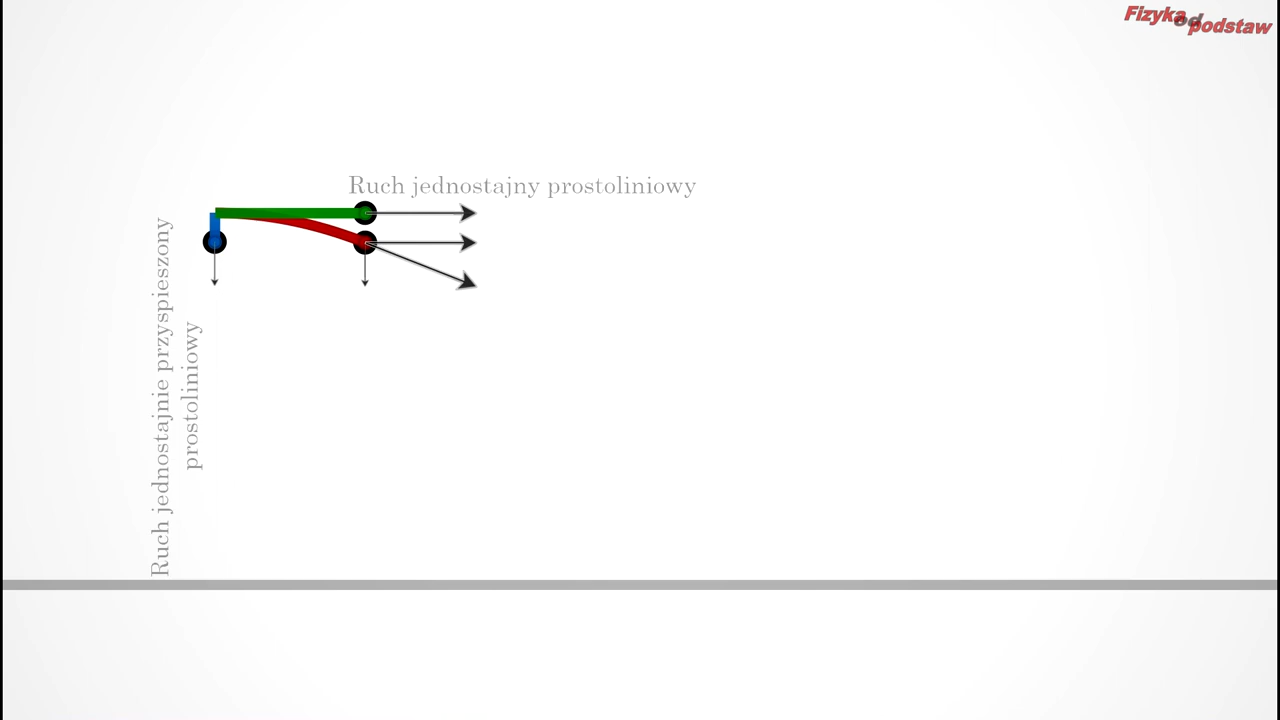 Fizyka od podstaw
Ruch jednostajny prostoliniowy
Ruch jednostajnie przyspieszony
prostoliniowy